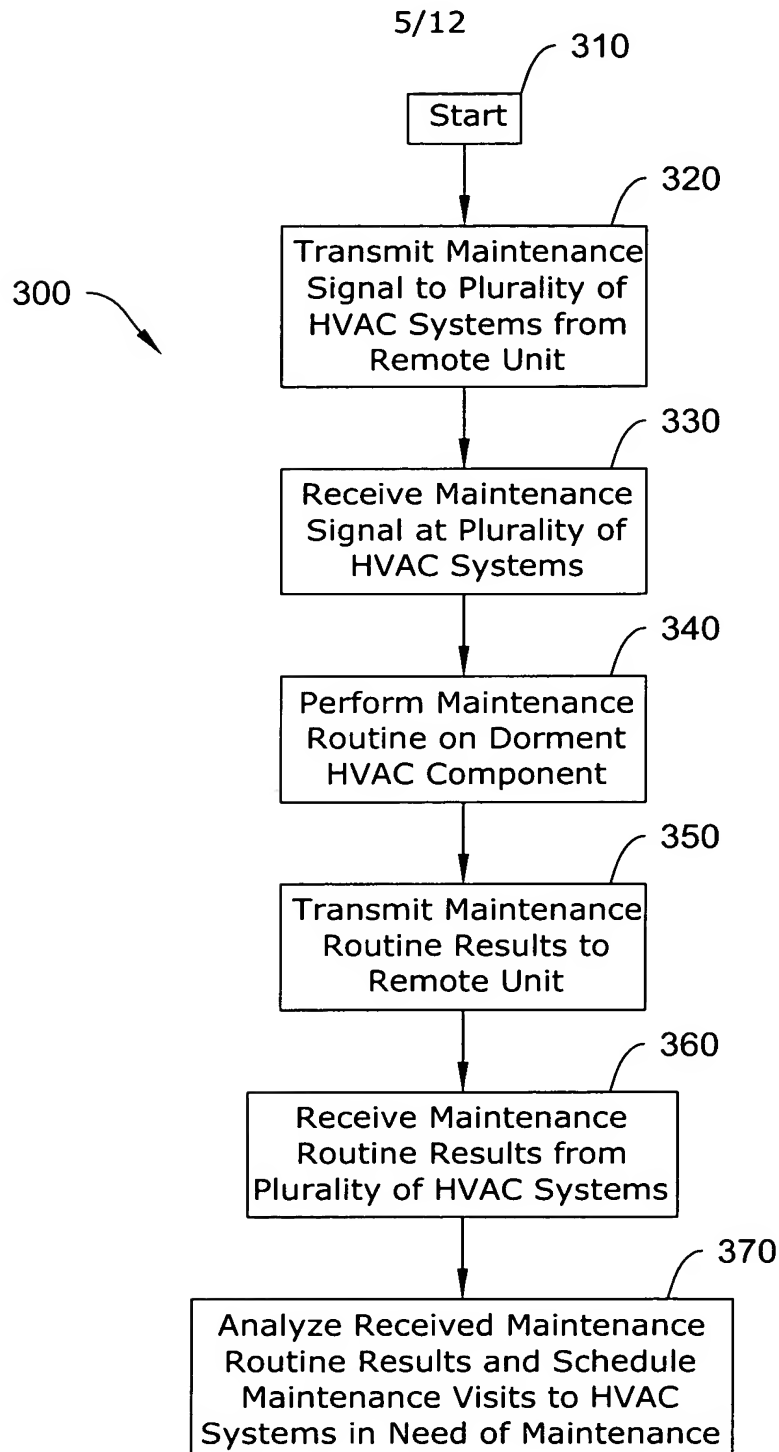 5/12
310
Start
320
Transmit Maintenance
Signal to Plurality of
HVAC Systems from
Remote Unit
300
330
Receive Maintenance
Signal at Plurality of
HVAC Systems
340
Perform Maintenance
Routine on Dorment
HVAC Component
350
Transmit Maintenance
Routine Results to
Remote Unit
360
Receive Maintenance
Routine Results from
Plurality of HVAC Systems
370
Analyze Received Maintenance
Routine Results and Schedule
Maintenance Visits to HVAC
Systems in Need of Maintenance